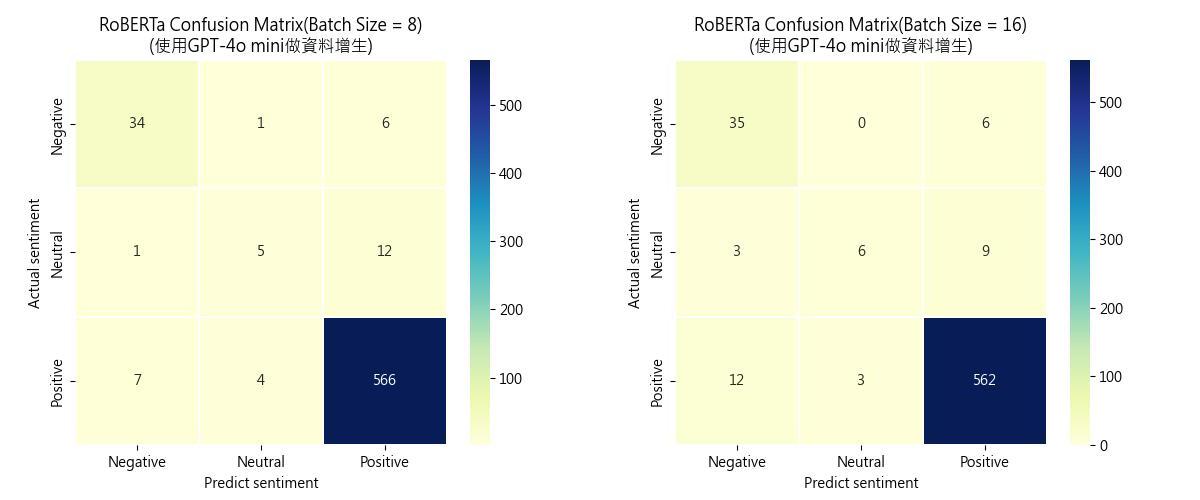 RoBERTa Confusion Matrix(Batch Size = 8)
(使用GPT-4o mini做資料增生)
Actual sentiment
Negative
34
1
6
Neutral
1
5
12
Positive
7
4
566
Negative
Neutral
Positive
Predict sentiment
500
400
300
200
100
RoBERTa Confusion Matrix(Batch Size = 16)
(使用GPT-4o mini做資料增生)
Actual sentiment
Negative
35
0
6
Neutral
3
6
9
Positive
12
3
562
Negative
Neutral
Positive
Predict sentiment
500
400
300
200
100
0